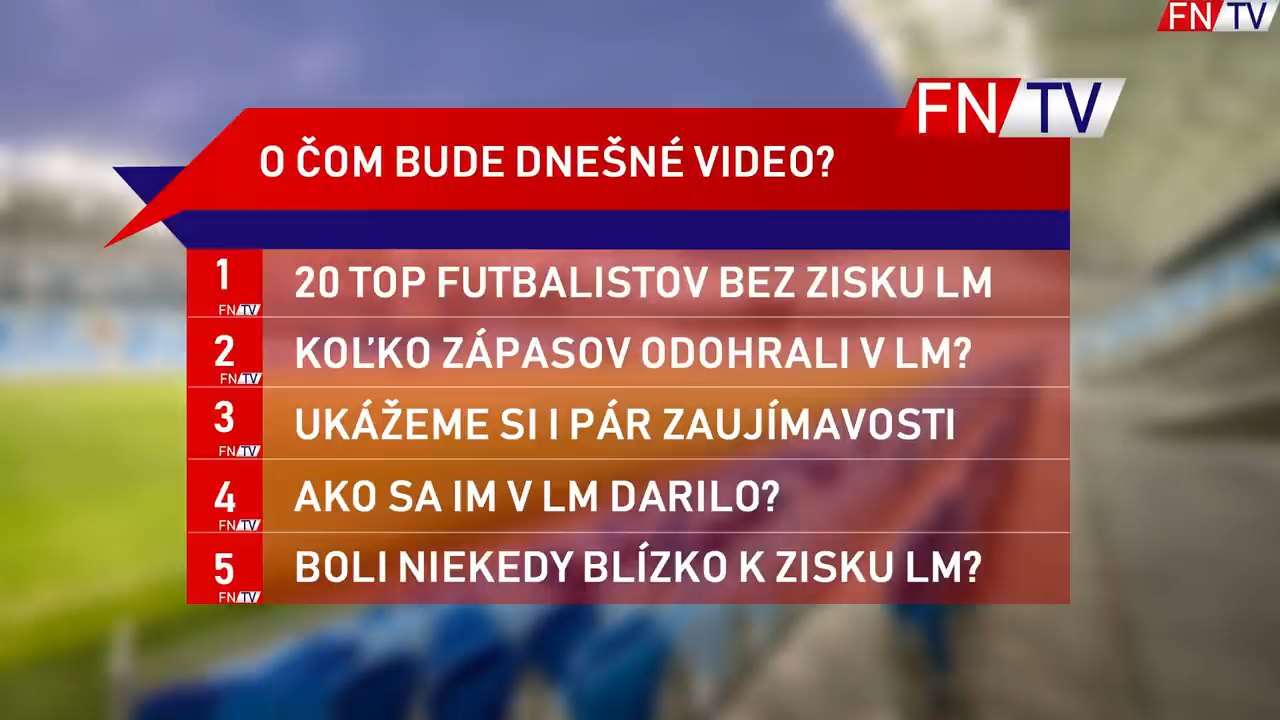 FN TV
FN TV
O ČOM BUDE DNEŠNÉ VIDEO?
1 20 TOP FUTBALISTOV BEZ ZISKU LM
FN TV
2 KOĽKO ZÁPASOV ODOHRALI V LM?
FN TV
3 UKÁŽEME SI I PÁR ZAUJÍMAVOSTI
FN TV
4 AKO SA IM V LM DARILO?
FN TV
5 BOLI NIEKEDY BLÍZKO K ZISKU LM?
FN TV